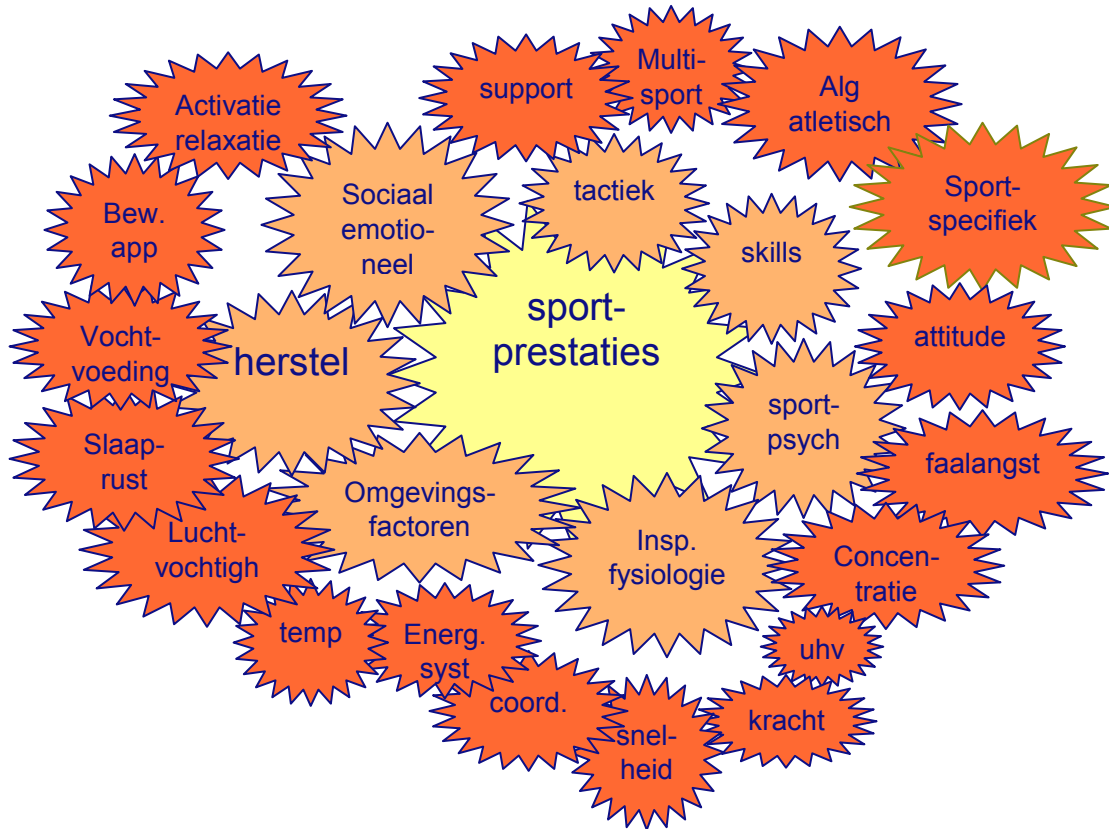 support
Multi-
sport
Alg
atletisch
Activatie
relaxatie
Sociaal
emotio-
neel
tactiek
Sport-
specifiek
Bew.
app
skills
sport-
prestaties
Vocht-
voeding
herstel
attitude
sport-
psych
Slaap-
rust
Omgevings-
factoren
faalangst
Lucht-
vochtigh
Insp.
fysiologie
Concen-
tratie
temp
Energ.
syst
uhv
coord.
snel-
heid
kracht